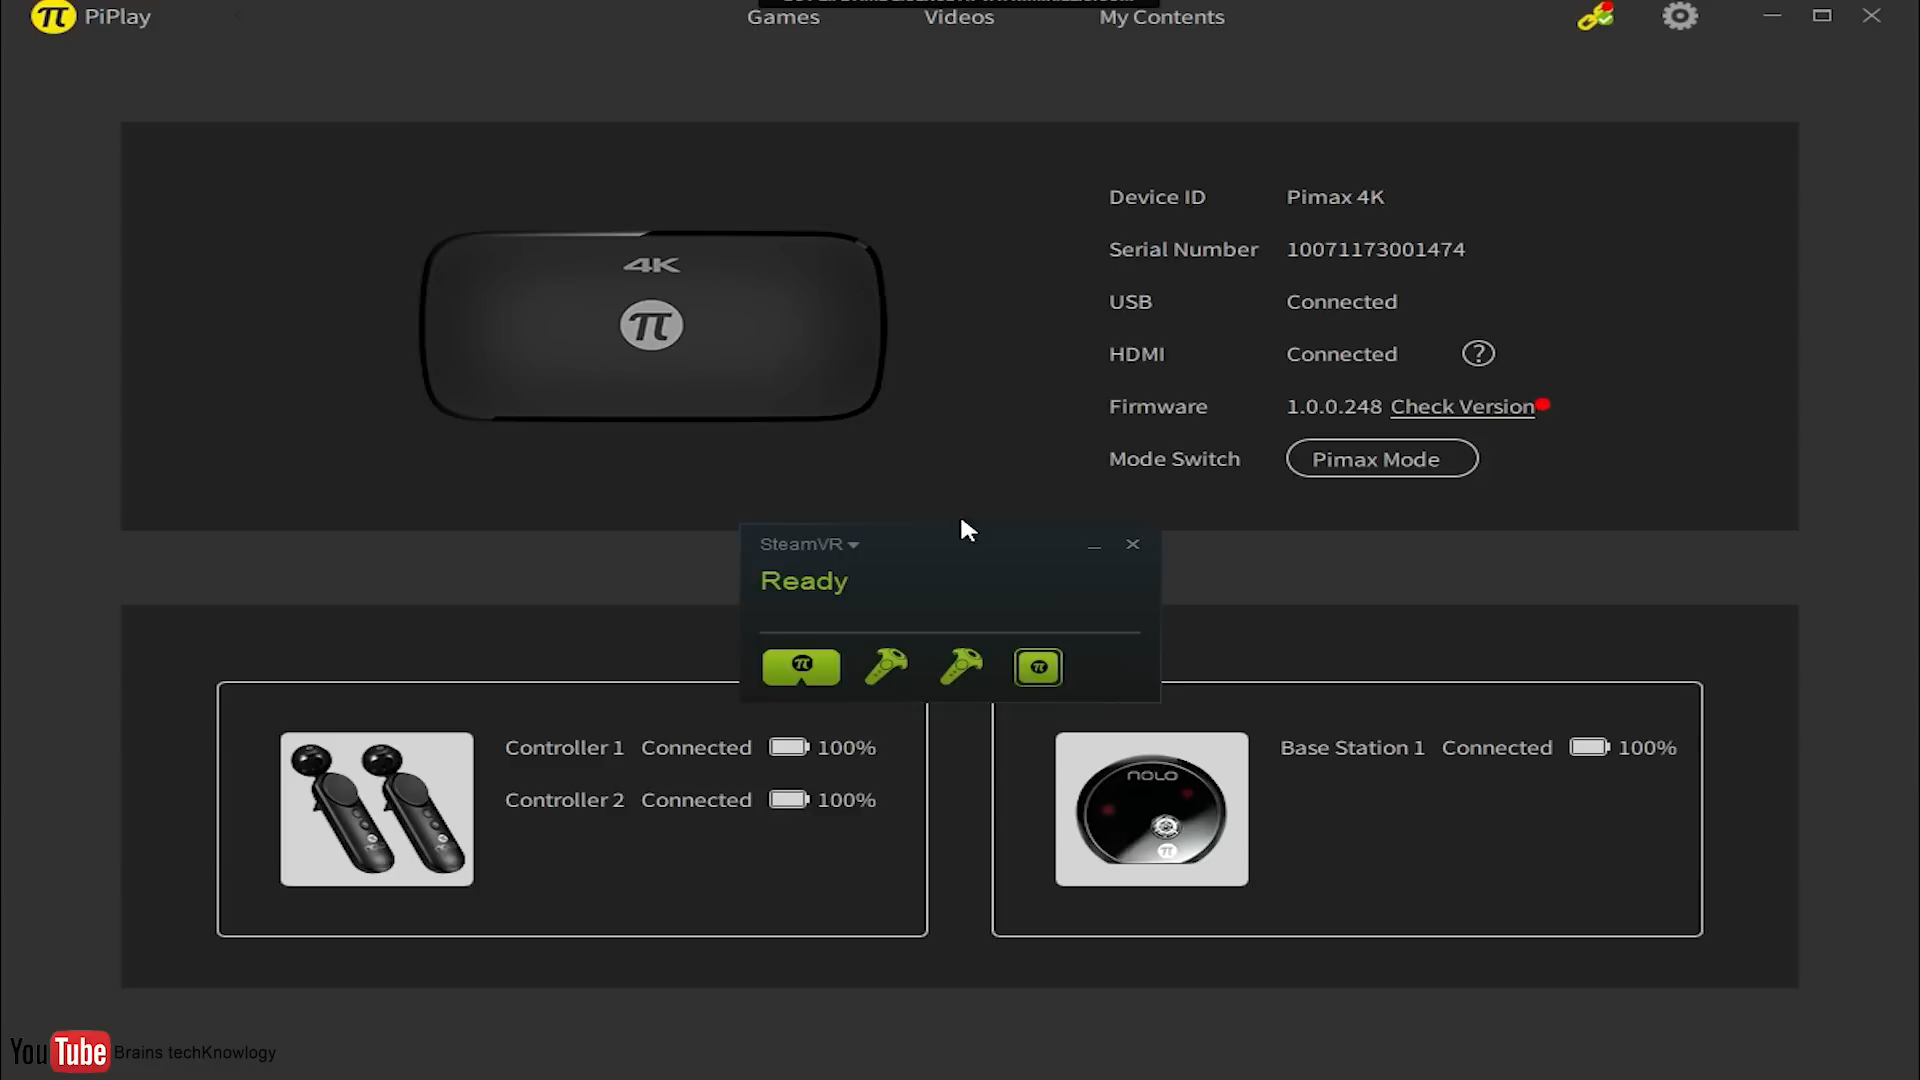 PiPlay
Games
Videos
My Contents
4K
Device ID Pimax 4K
Serial Number 10071173001474
USB Connected
HDMI Connected ?
Firmware 1.0.0.248 Check Version
Mode Switch Pimax Mode
SteamVR
Ready
Controller 1 Connected 100%
Controller 2 Connected 100%
nolo
Base Station 1 Connected 100%
YouTube Brains techKnowlogy